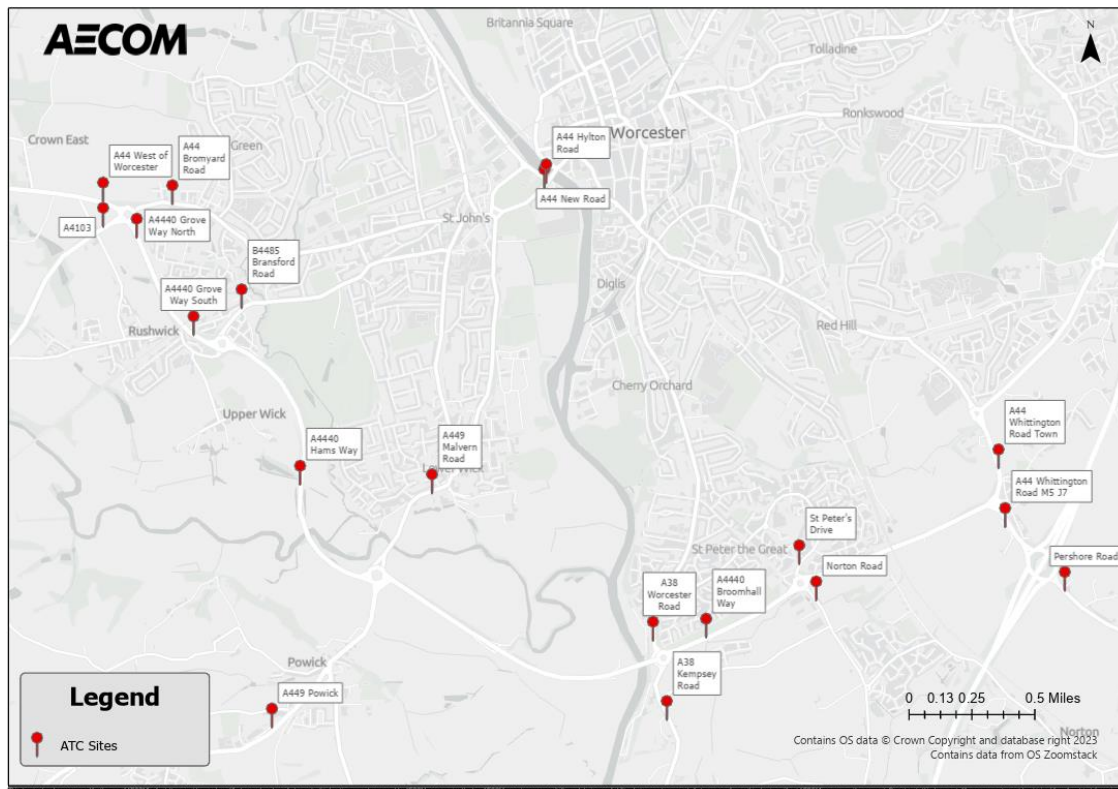 AECOM
N
Britannia Square
Tolladine
Ronkswood
Worcester
Crown East
Green
A44 West of
Worcester
A44
Bromyard
Road
A44 Hylton
Road
A44 New Road
St John's
A4103
A4440 Grove
Way North
B4485
Bransford
Road
A4440 Grove
Way South
Rushwick
Diglis
Red Hill
Cherry Orchard
Upper Wick
A4440
Hams Way
A449
Malvern
Road
Lower Wick
A44
Whittington
Road Town
A44 Whittington
Road M5 J7
St Peter's
Drive
St Peter the Great
Norton Road
Pershore Road
A38
Worcester
Road
A4440
Broomhall
Way
A38
Kempsey
Road
Powick
A449 Powick
Legend
ATC Sites
0 0.13 0.25 0.5 Miles
Norton
Contains OS data © Crown Copyright and database right 2023
Contains data from OS Zoomstack